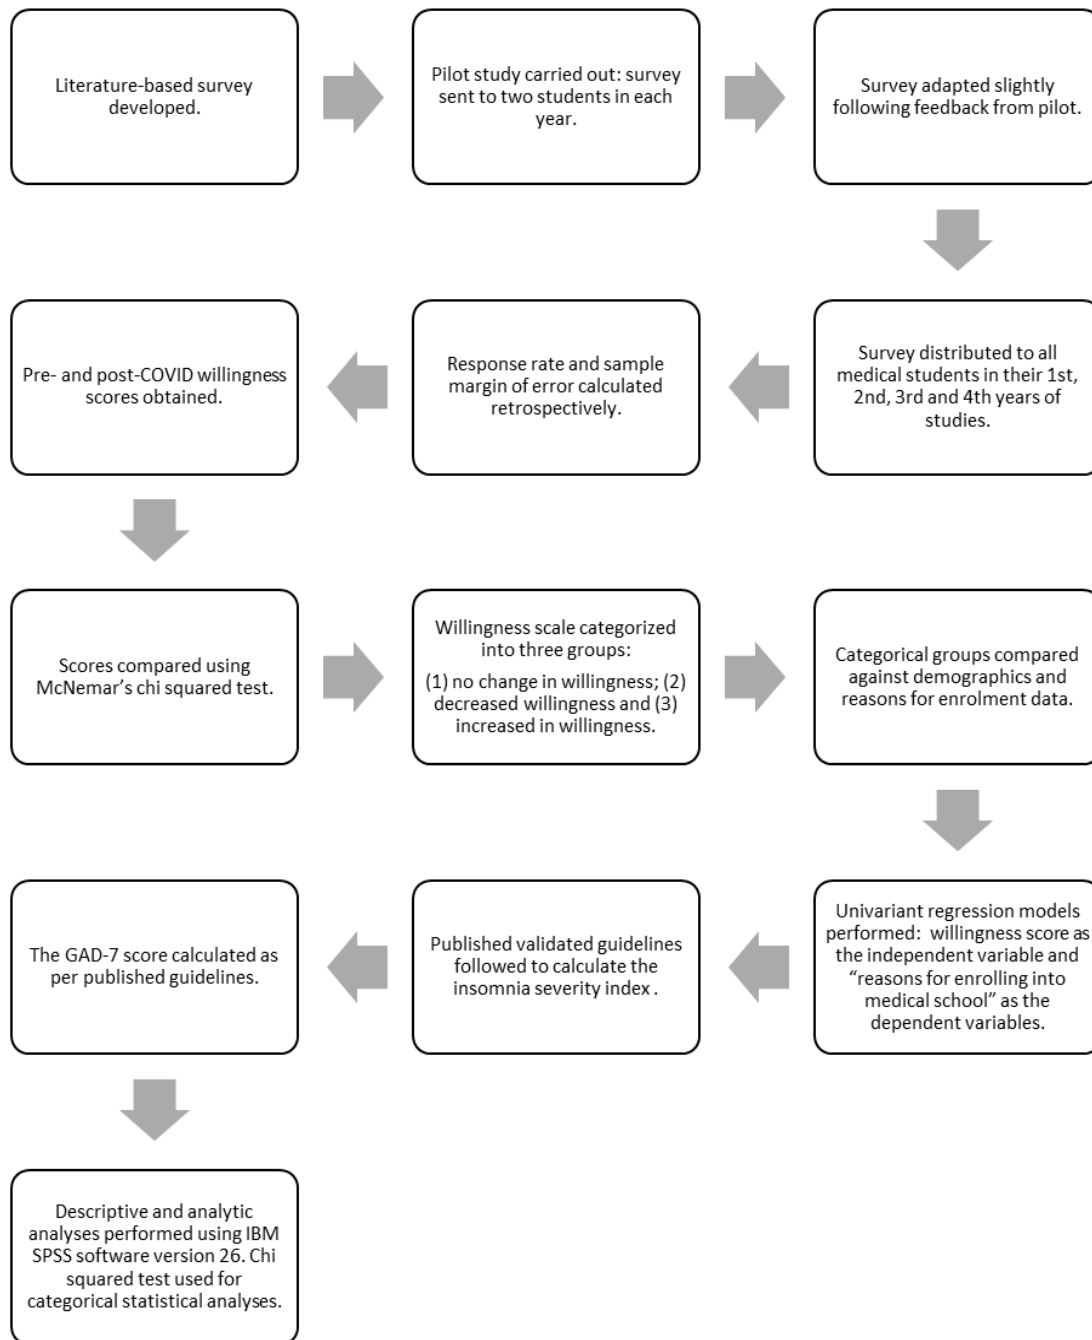 Literature-based survey
developed.
Pilot study carried out: survey
sent to two students in each
year.
Survey adapted slightly
following feedback from pilot.
Survey distributed to all
medical students in their 1st,
2nd, 3rd and 4th years of
studies.
Response rate and sample
margin of error calculated
retrospectively.
Pre- and post-COVID willingness
scores obtained.
Scores compared using
McNemar’s chi squared test.
Willingness scale categorized
into three groups:
(1) no change in willingness; (2)
decreased willingness and (3)
increased in willingness.
Categorical groups compared
against demographics and
reasons for enrolment data.
Univariant regression models
performed: willingness score as
the independent variable and
“reasons for enrolling into
medical school” as the
dependent variables.
Published validated guidelines
followed to calculate the
insomnia severity index .
The GAD-7 score calculated as
per published guidelines.
Descriptive and analytic
analyses performed using IBM
SPSS software version 26. Chi
squared test used for
categorical statistical analyses.